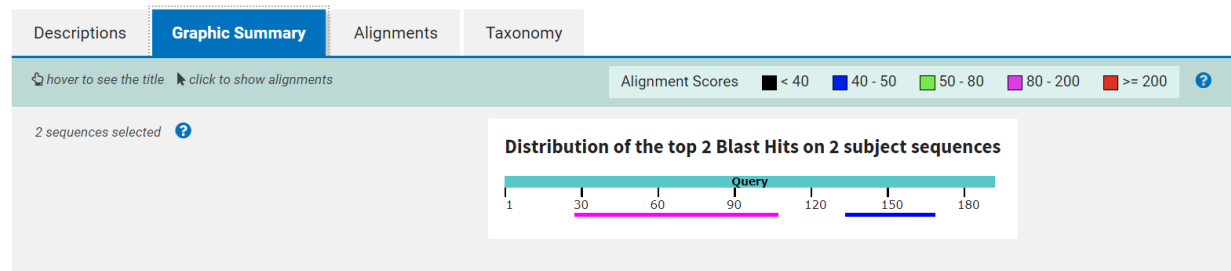 Descriptions Graphic Summary Alignments Taxonomy
hover to see the title click to show alignments Alignment Scores < 40 40 - 50 50 - 80 80 - 200 >= 200 ?
2 sequences selected ?
Distribution of the top 2 Blast Hits on 2 subject sequences
Query
1 30 60 90 120 150 180